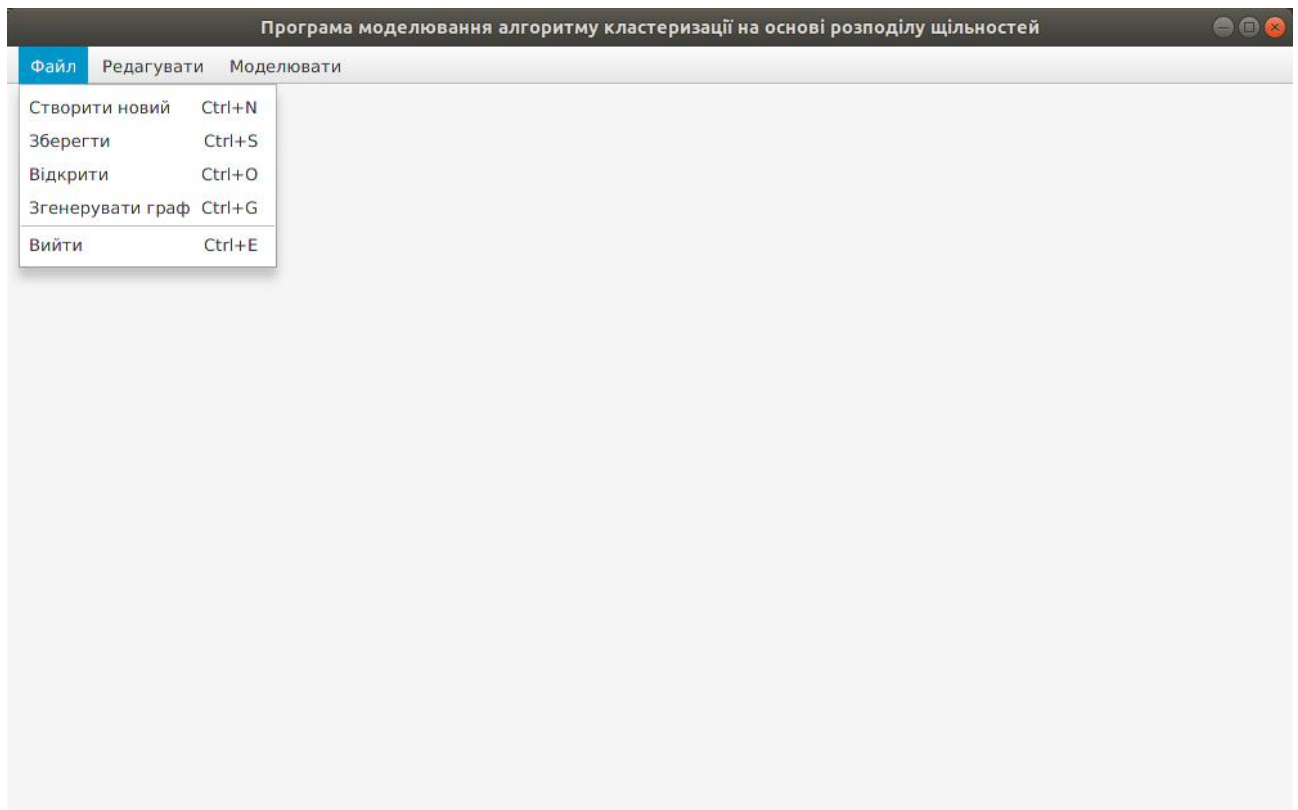 Програма моделювання алгоритму кластеризації на основі розподілу щільностей
Файл Редагувати Моделювати
Створити новий Ctrl+N
Зберегти Ctrl+S
Відкрити Ctrl+O
Згенерувати граф Ctrl+G
Вийти Ctrl+E